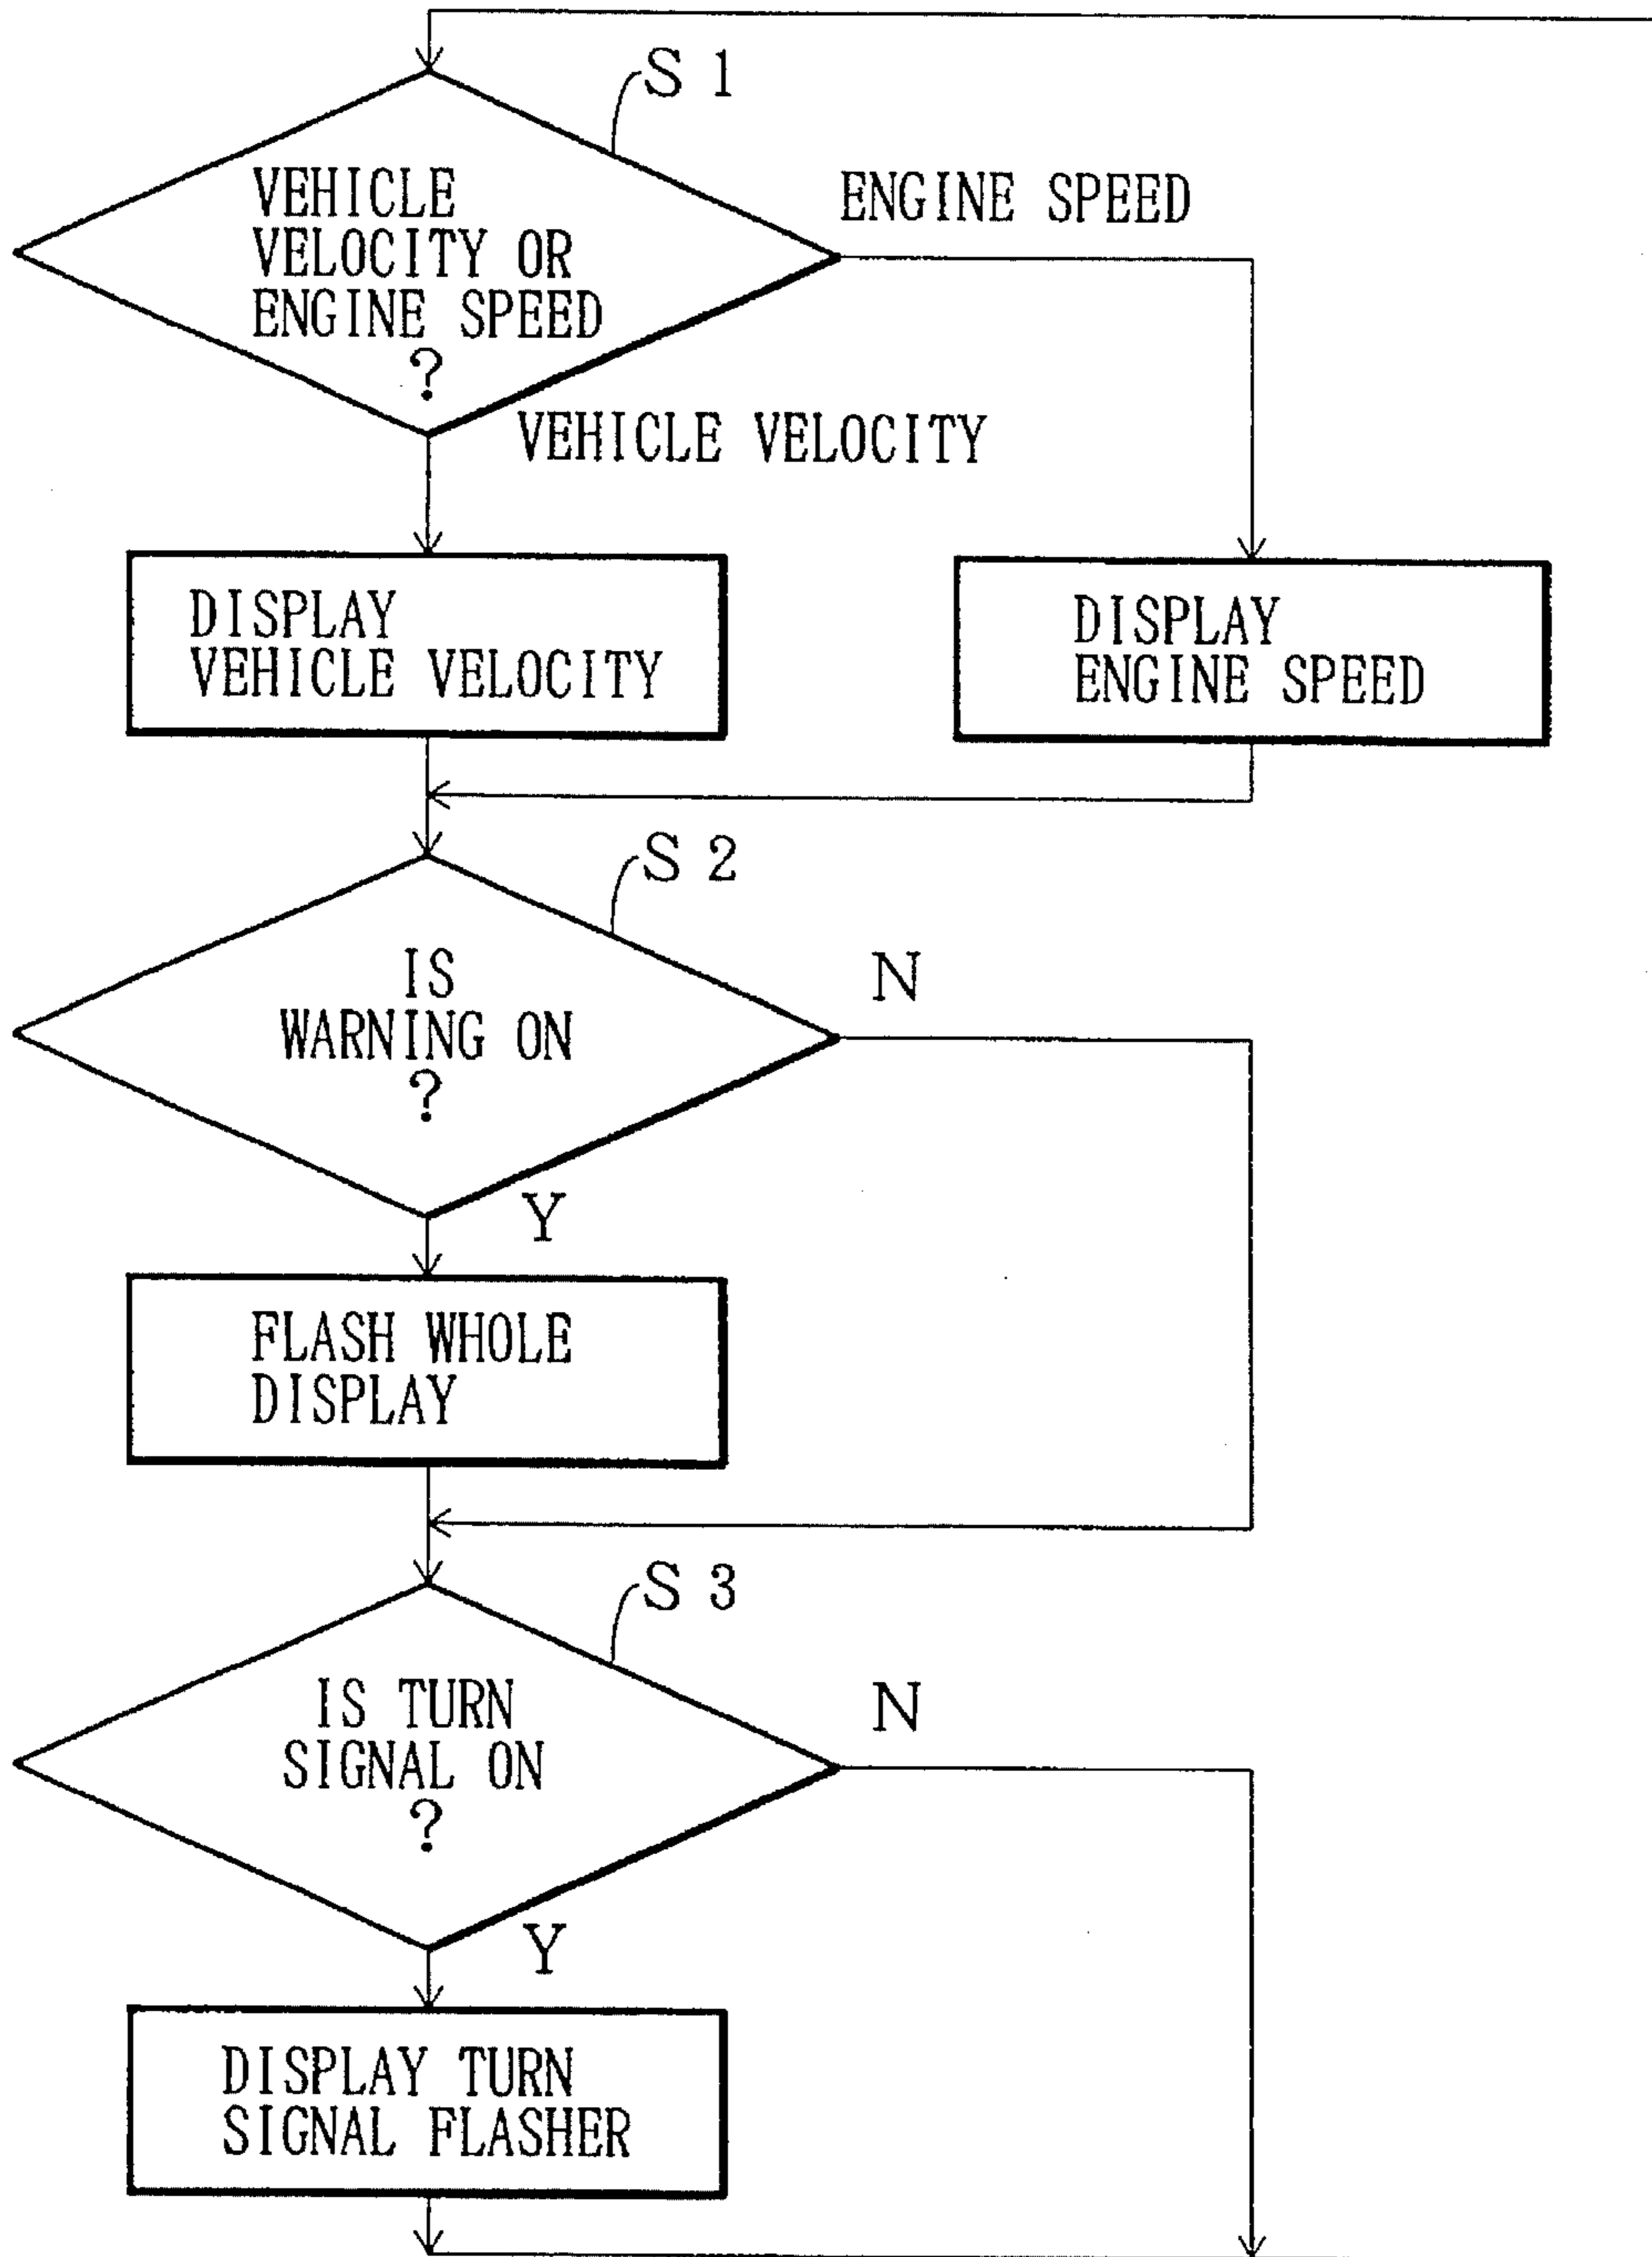 S 1
VEHICLE
VELOCITY OR
ENGINE SPEED
?
ENGINE SPEED
VEHICLE VELOCITY
DISPLAY
VEHICLE VELOCITY
DISPLAY
ENGINE SPEED
S 2
IS
WARNING ON
?
N
Y
FLASH WHOLE
DISPLAY
S 3
IS TURN
SIGNAL ON
?
N
Y
DISPLAY TURN
SIGNAL FLASHER